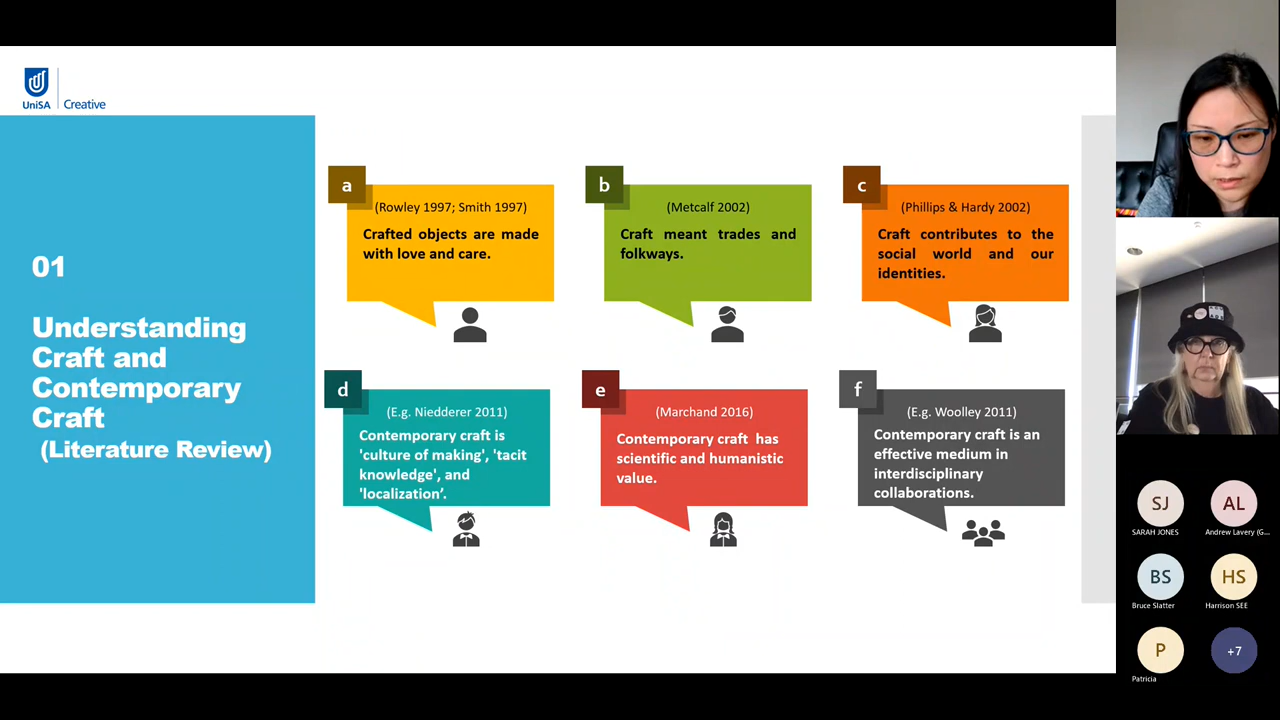 UniSA
Creative
01
Understanding
Craft and
Contemporary
Craft
(Literature Review)
a
(Rowley 1997; Smith 1997)
Crafted objects are made
with love and care.
b
(Metcalf 2002)
Craft meant trades and
folkways.
c
(Phillips & Hardy 2002)
Craft contributes to the
social world and our
identities.
d
(E.g. Niedderer 2011)
Contemporary craft is
'culture of making', 'tacit
knowledge', and
'localization’.
e
(Marchand 2016)
Contemporary craft has
scientific and humanistic
value.
f
(E.g. Woolley 2011)
Contemporary craft is an
effective medium in
interdisciplinary
collaborations.
SJ
SARAH JONES
AL
Andrew Lavery (G...
BS
Bruce Slatter
HS
Harrison SEE
P
Patricia
+7